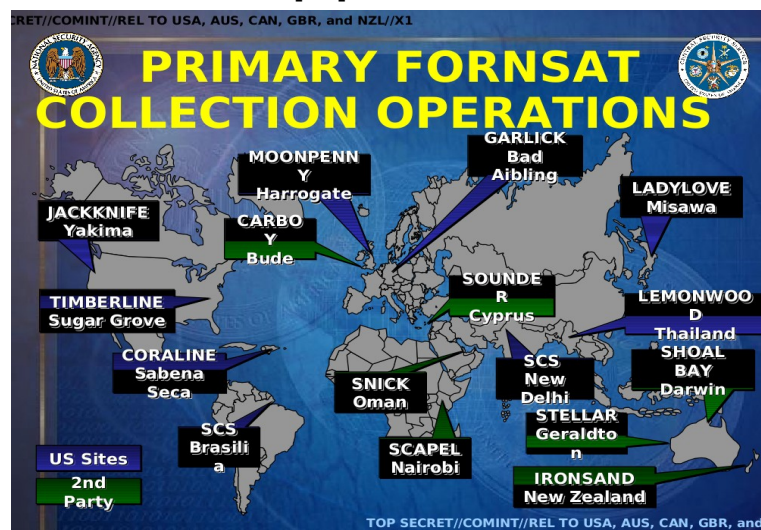 CRET//COMINT//REL TO USA, AUS, CAN, GBR, and NZL//X1
PRIMARY FORNSAT
COLLECTION OPERATIONS
GARLICK
Bad
Aibling
MOONPENN
Y
Harrogate
LADYLOVE
Misawa
JACKKNIFE
Yakima
CARBO
Y
Bude
SOUNDE
R
Cyprus
TIMBERLINE
Sugar Grove
LEMONWOO
D
Thailand
CORALINE
Sabena
Seca
SCS
New
Delhi
SHOAL
BAY
Darwin
SNICK
Oman
SCS
Brasili
a
STELLAR
Geraldto
n
SCAPEL
Nairobi
US Sites
2nd
Party
IRONSAND
New Zealand
TOP SECRET//COMINT//REL TO USA, AUS, CAN, GBR, and